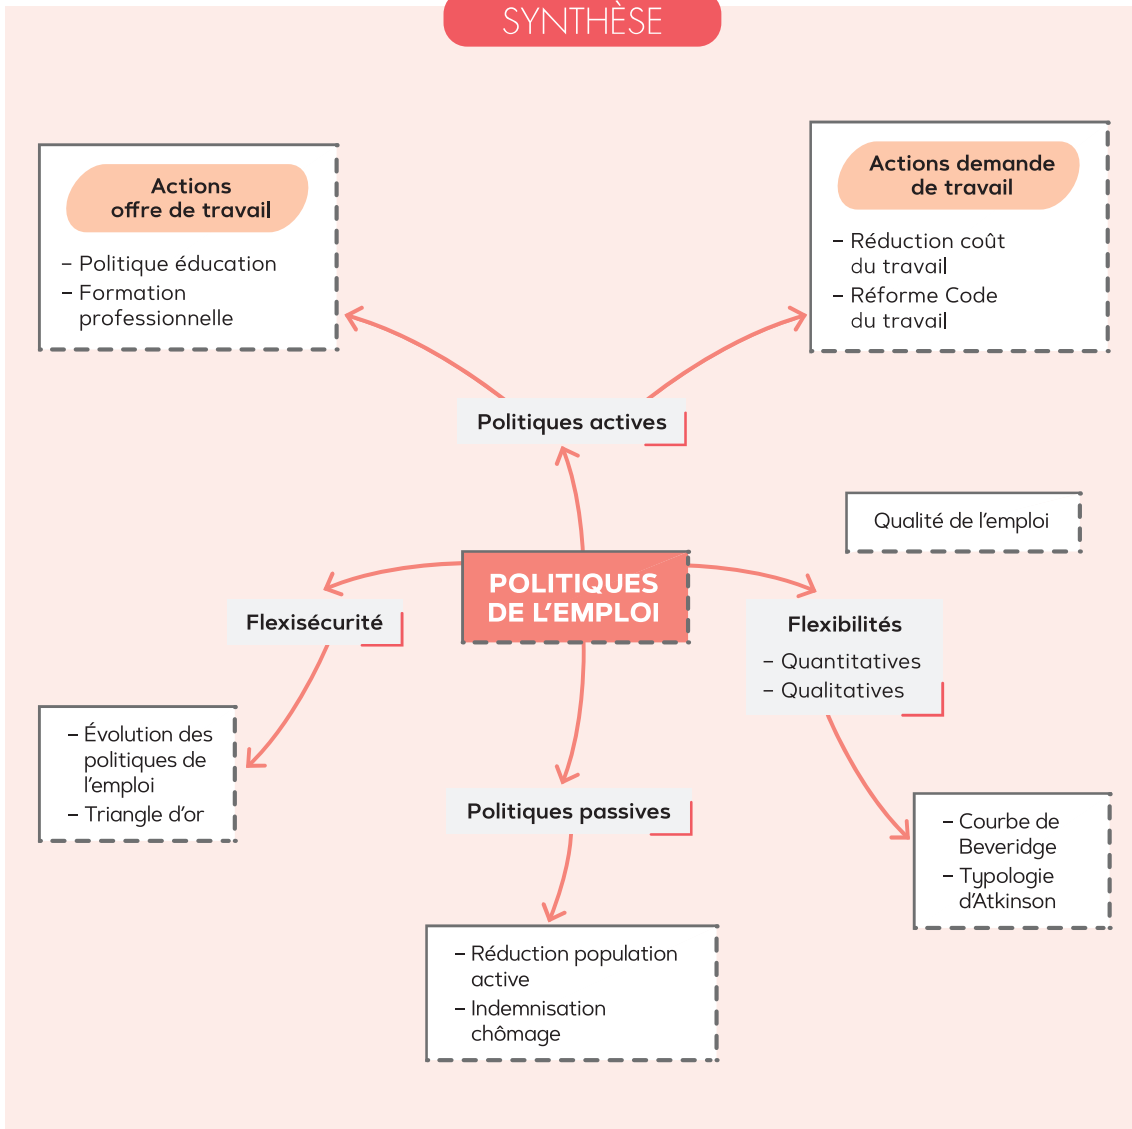 SYNTHÈSE
Actions
offre de travail
– Politique éducation
– Formation
professionnelle
Actions demande
de travail
– Réduction coût
du travail
– Réforme Code
du travail
Politiques actives
Qualité de l’emploi
POLITIQUES
DE L’EMPLOI
Flexisécurité
Flexibilités
– Quantitatives
– Qualitatives
– Évolution des
politiques de
l’emploi
– Triangle d’or
Politiques passives
– Courbe de
Beveridge
– Typologie
d’Atkinson
– Réduction population
active
– Indemnisation
chômage